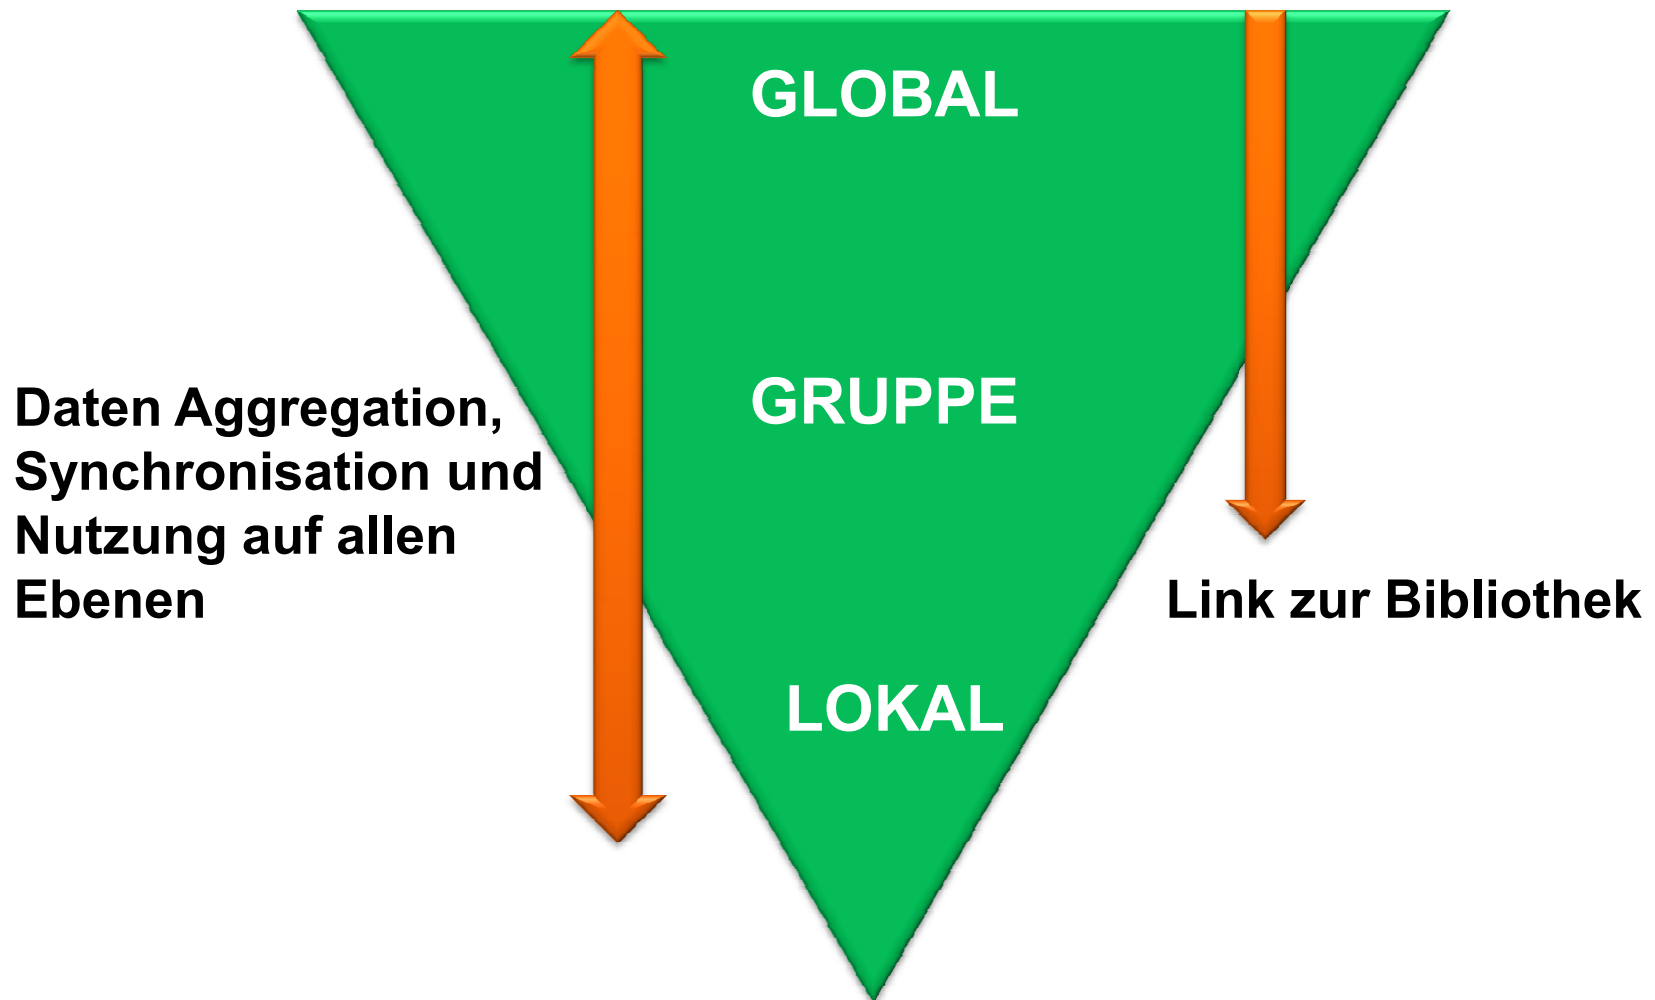 GLOBAL
GRUPPE
LOKAL
Daten Aggregation,
Synchronisation und
Nutzung auf allen
Ebenen
Link zur Bibliothek